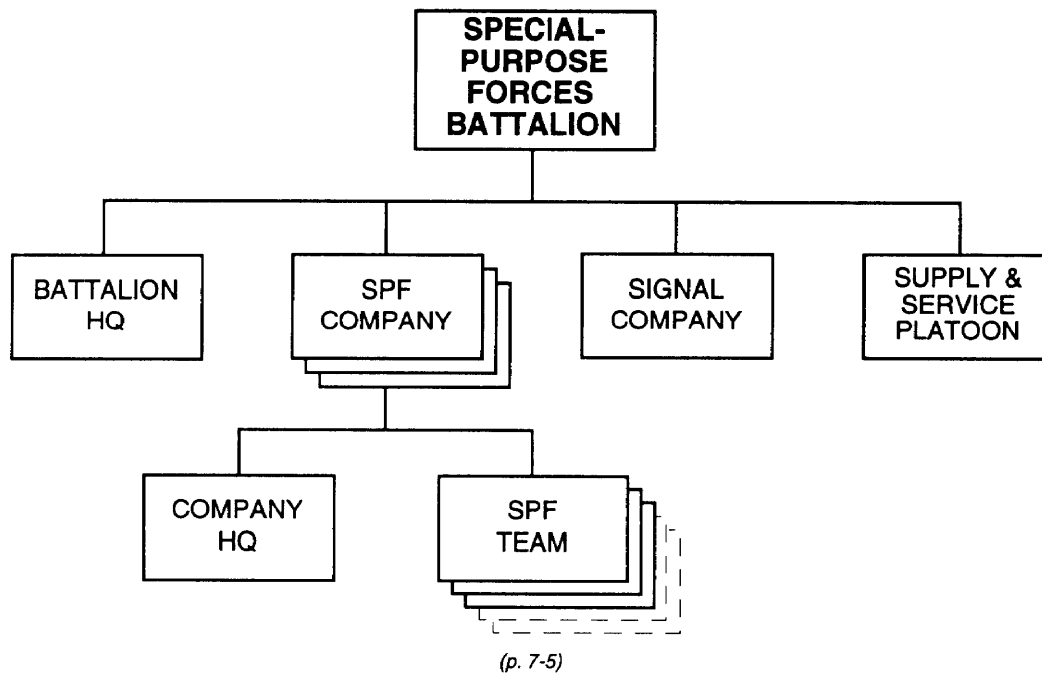 SPECIAL-
PURPOSE
FORCES
BATTALION
BATTALION
HQ
SPF
COMPANY
SIGNAL
COMPANY
SUPPLY &
SERVICE
PLATOON
COMPANY
HQ
SPF
TEAM
(p. 7-5)